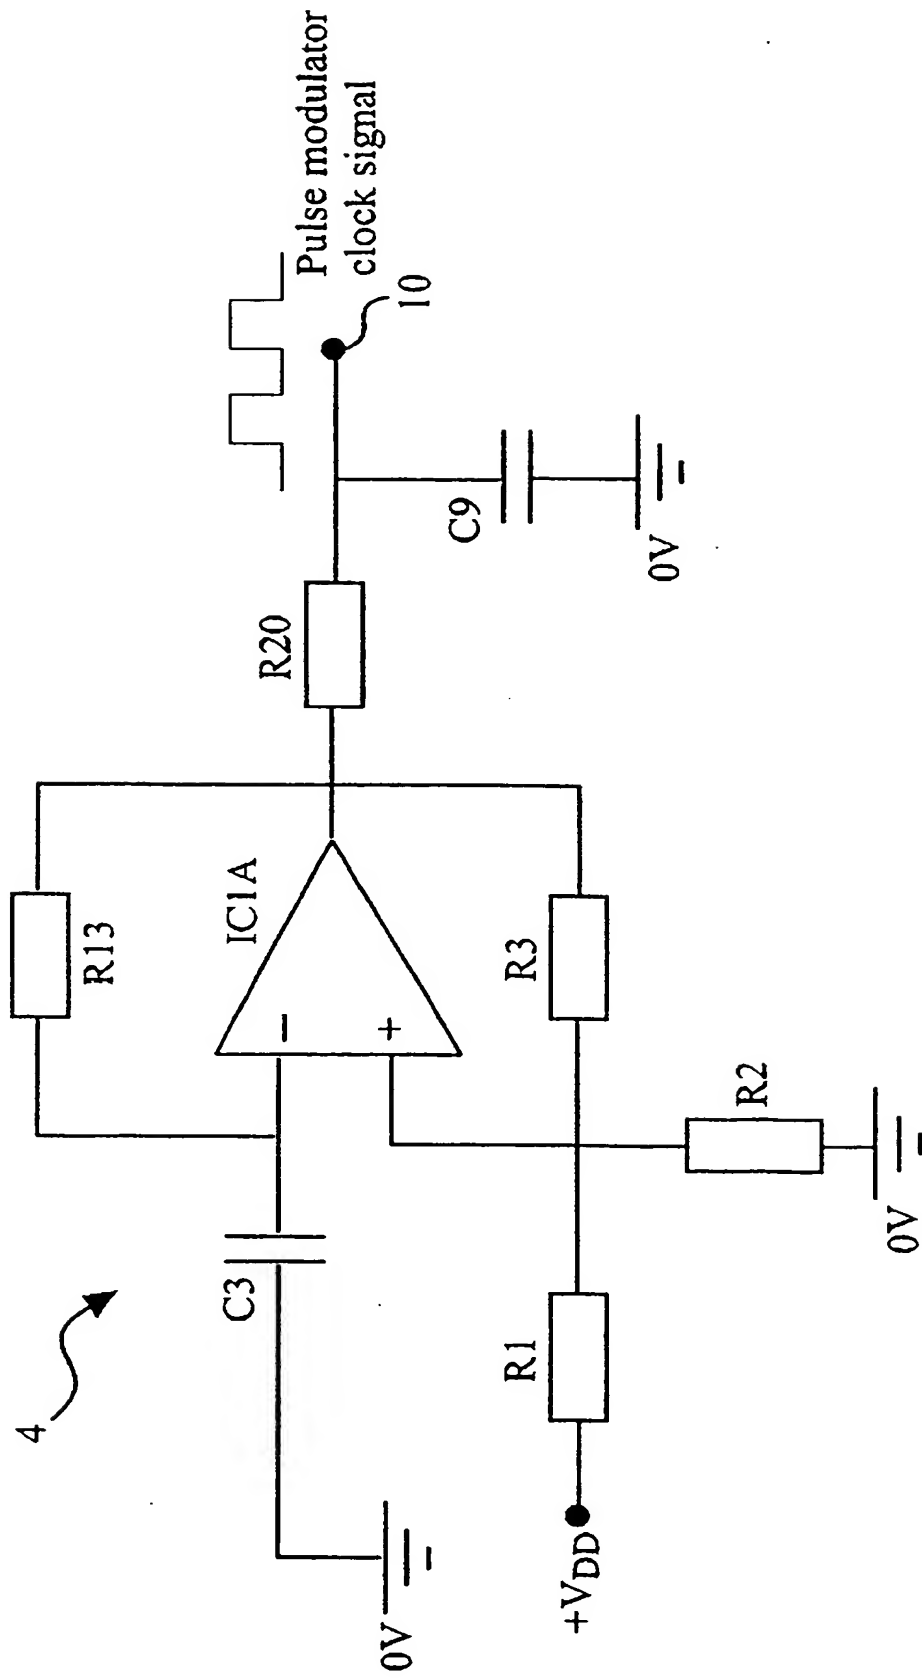 4
0V
C3
R13
IC1A
−
+
R20
Pulse modulator
clock signal
10
C9
0V
R3
R1
+VDD
R2
0V